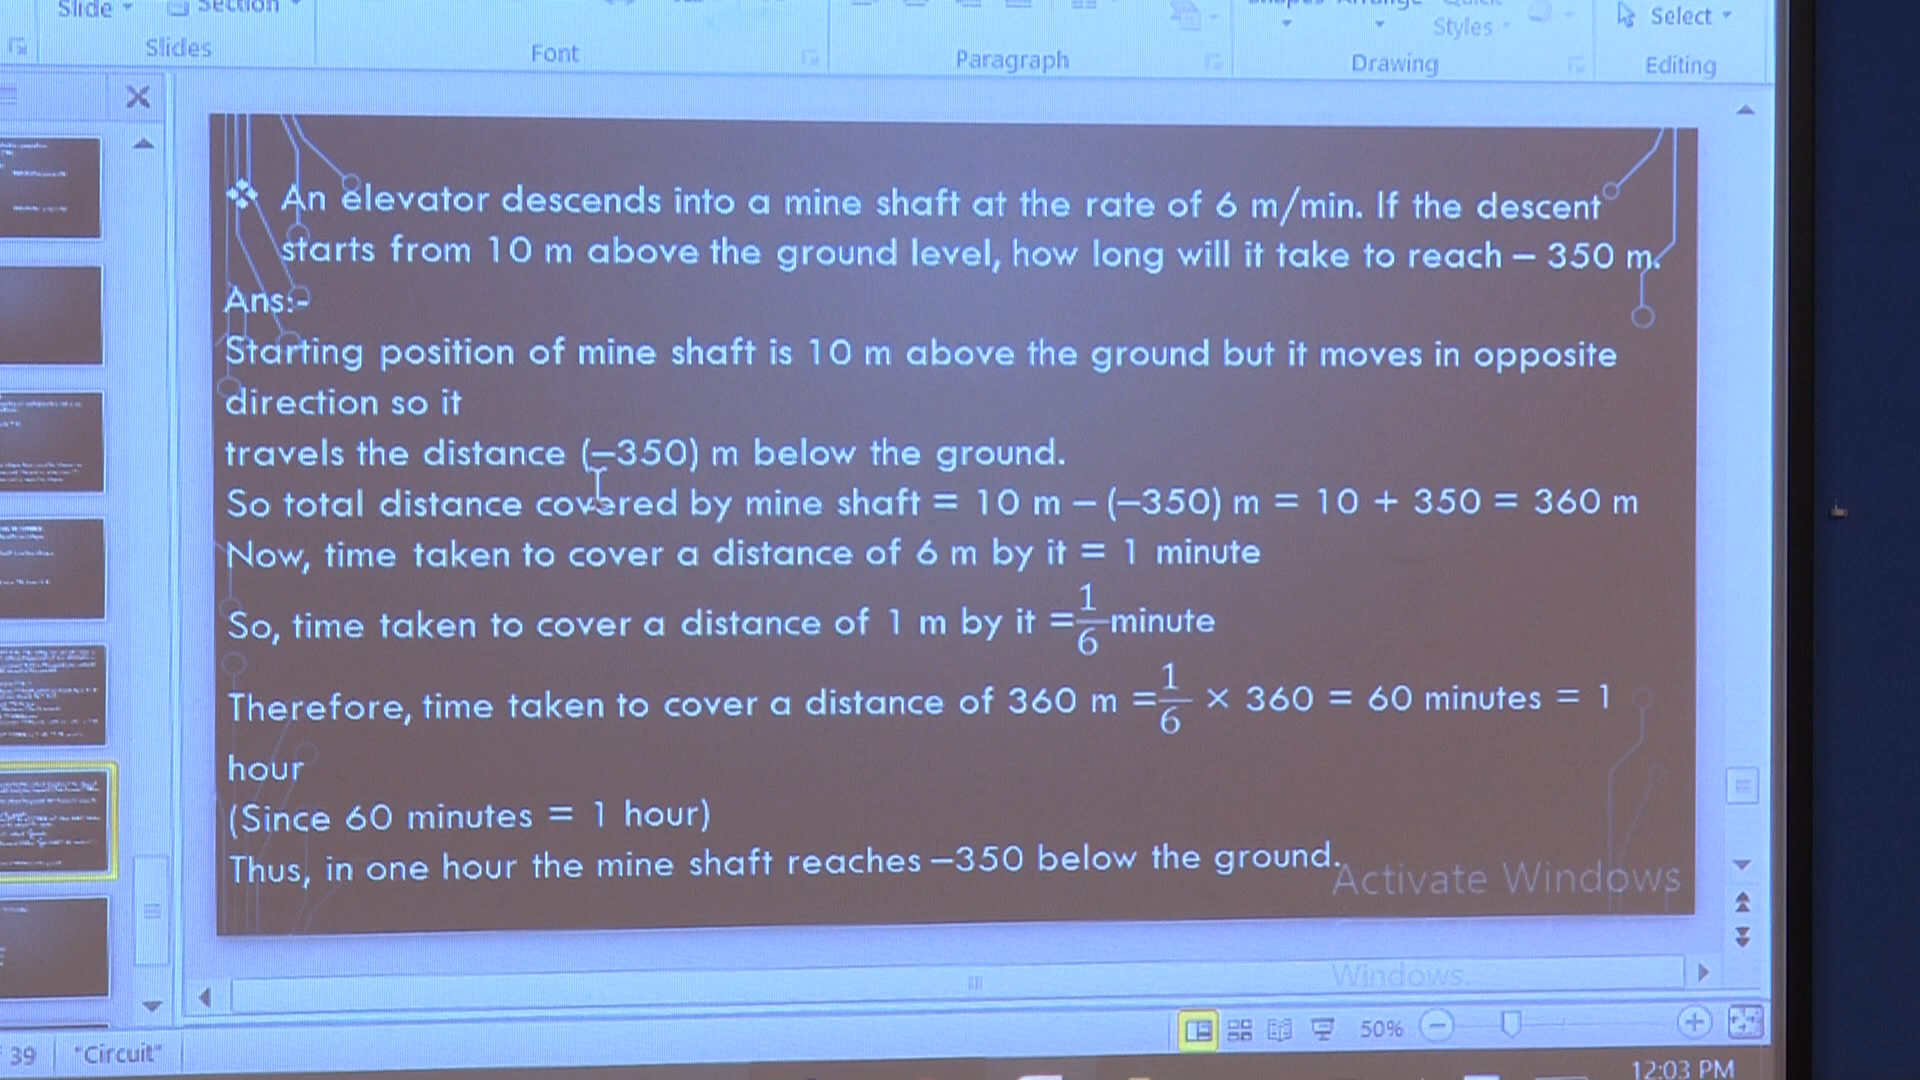 Slide Section
Styles
Select
Slides
Font
Paragraph
Drawing
Editing
❖ An elevator descends into a mine shaft at the rate of 6 m/min. If the descent
starts from 10 m above the ground level, how long will it take to reach – 350 m.
Ans:-
Starting position of mine shaft is 10 m above the ground but it moves in opposite
direction so it
travels the distance (–350) m below the ground.
So total distance covered by mine shaft = 10 m – (–350) m = 10 + 350 = 360 m
Now, time taken to cover a distance of 6 m by it = 1 minute
So, time taken to cover a distance of 1 m by it = 1/6 minute
Therefore, time taken to cover a distance of 360 m = 1/6 × 360 = 60 minutes = 1
hour
(Since 60 minutes = 1 hour)
Thus, in one hour the mine shaft reaches –350 below the ground.
Activate Windows
Windows.
50%
39 "Circuit"
12:03 PM